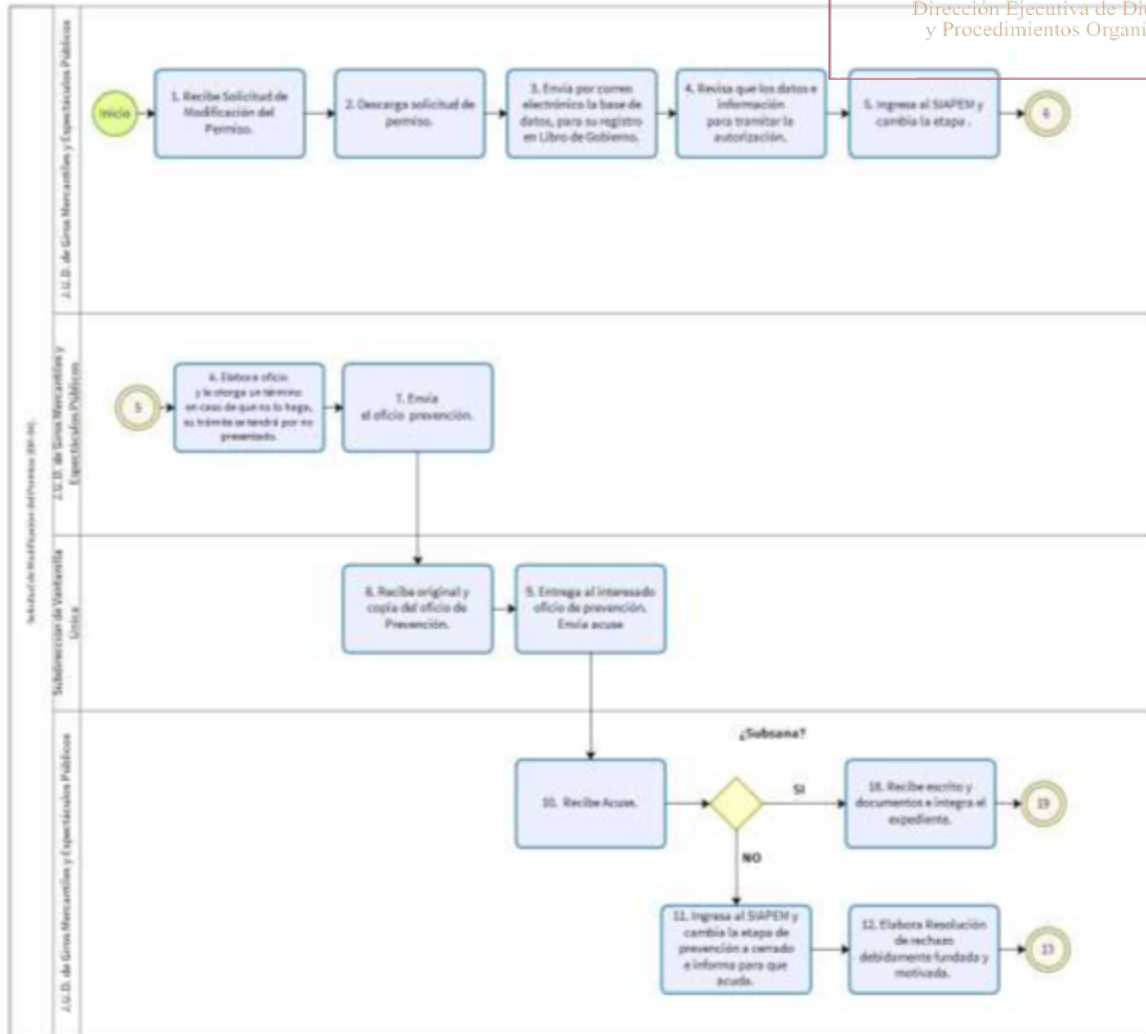 Dirección Ejecutiva de Di
y Procedimientos Organi
Solicitud de Modificación del Permiso
J.U.D. de Giros Mercantiles y Espectáculos Públicos
Inicio
1. Recibe Solicitud de
Modificación del
Permiso.
2. Descarga solicitud de
permiso.
3. Envía por correo
electrónico la base de
datos, para su registro
en Libro de Gobierno.
4. Revisa que los datos e
información
para tramitar la
autorización.
5. Ingresa al SIAPEM y
cambia la etapa .
6
J.U.D. de Giros Mercantiles y
Espectáculos Públicos
5
6. Elabora oficio
y le otorga un término
en caso de que no lo haga,
su trámite se tendrá por no
presentado.
7. Envía
el oficio prevención.
Subdirección de Ventanilla
Única
8. Recibe original y
copia del oficio de
Prevención.
9. Entrega al interesado
oficio de prevención.
Envía acuse
J.U.D. de Giros Mercantiles y Espectáculos Públicos
10. Recibe Acuse.
¿Subsana?
SI
18. Recibe escrito y
documentos e integra el
expediente.
19
NO
11. Ingresa al SIAPEM y
cambia la etapa de
prevención a cerrado
e informa para que
acuda.
12. Elabora Resolución
de rechazo
debidamente fundada y
motivada.
13